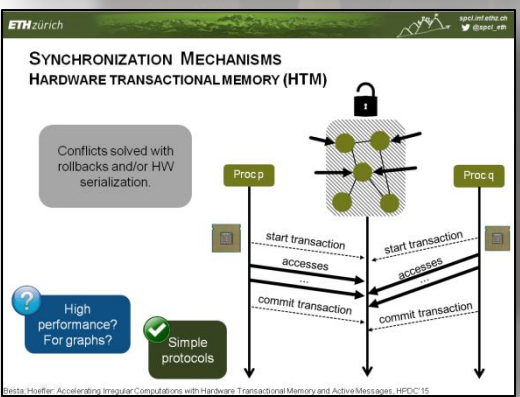 ETH zürich
spcl.inf.ethz.ch
@spcl_eth
SYNCHRONIZATION MECHANISMS
HARDWARE TRANSACTIONAL MEMORY (HTM)
Conflicts solved with
rollbacks and/or HW
serialization.
Proc p
Proc q
start transaction
start transaction
accesses
accesses
...
...
commit transaction
commit transaction
?
High
performance?
For graphs?
Simple
protocols
Besta, Hoefler: Accelerating Irregular Computations with Hardware Transactional Memory and Active Messages, HPDC'15